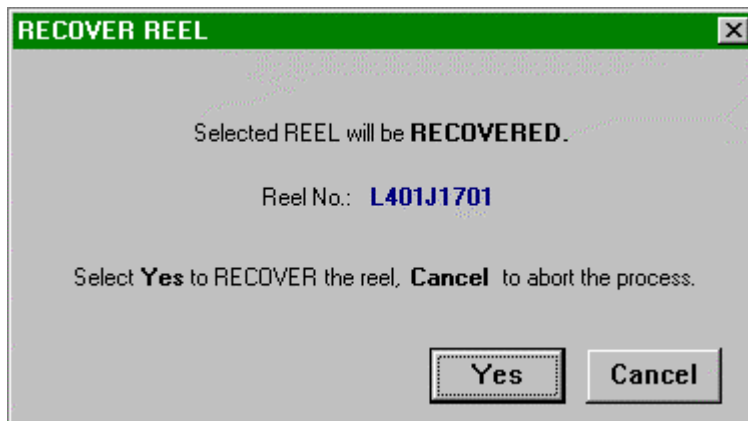 RECOVER REEL
Selected REEL will be RECOVERED.
Reel No.: L401J1701
Select Yes to RECOVER the reel, Cancel to abort the process.
Yes Cancel